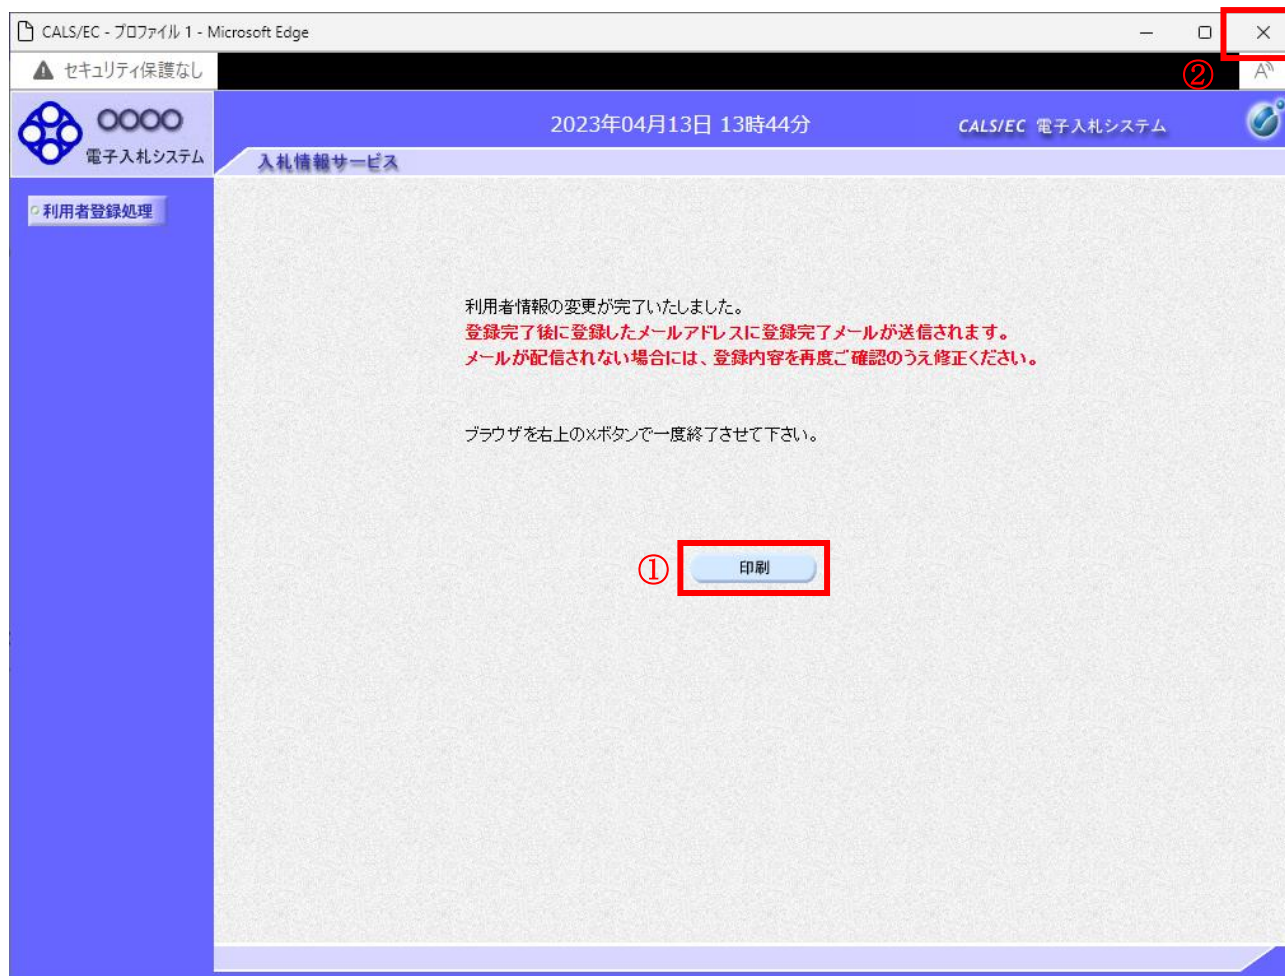 CALS/EC - プロファイル 1 - Microsoft Edge
セキュリティ保護なし
②
A
○○○○
電子入札システム
2023年04月13日 13時44分
CALS/EC 電子入札システム
入札情報サービス
利用者登録処理
利用者情報の変更が完了いたしました。
登録完了後に登録したメールアドレスに登録完了メールが送信されます。
メールが配信されない場合には、登録内容を再度ご確認のうえ修正ください。
ブラウザを右上の×ボタンで一度終了させて下さい。
① 印刷